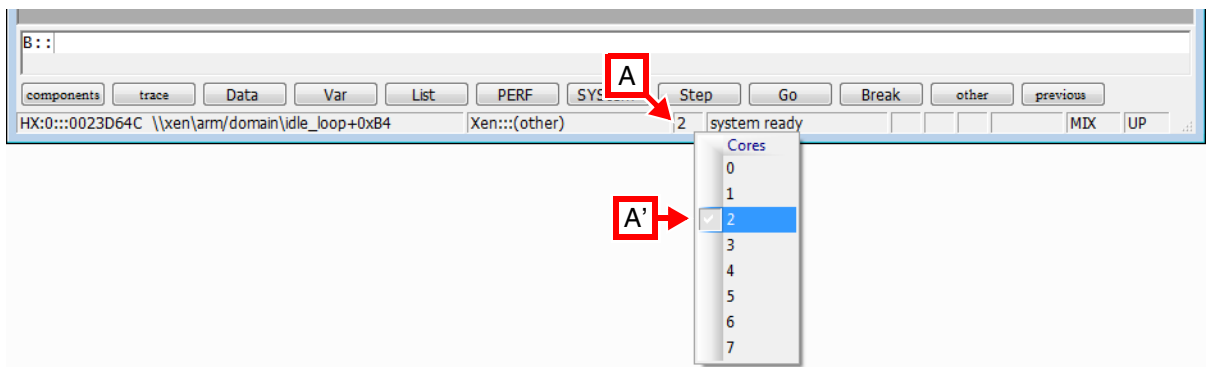 B::
A
components trace Data Var List PERF Step Go Break other previous
HX:0:::0023D64C \\xen\arm/domain\idle_loop+0xB4 Xen:::(other) 2 system ready MIX UP
Cores
0
1
A' 2
3
4
5
6
7